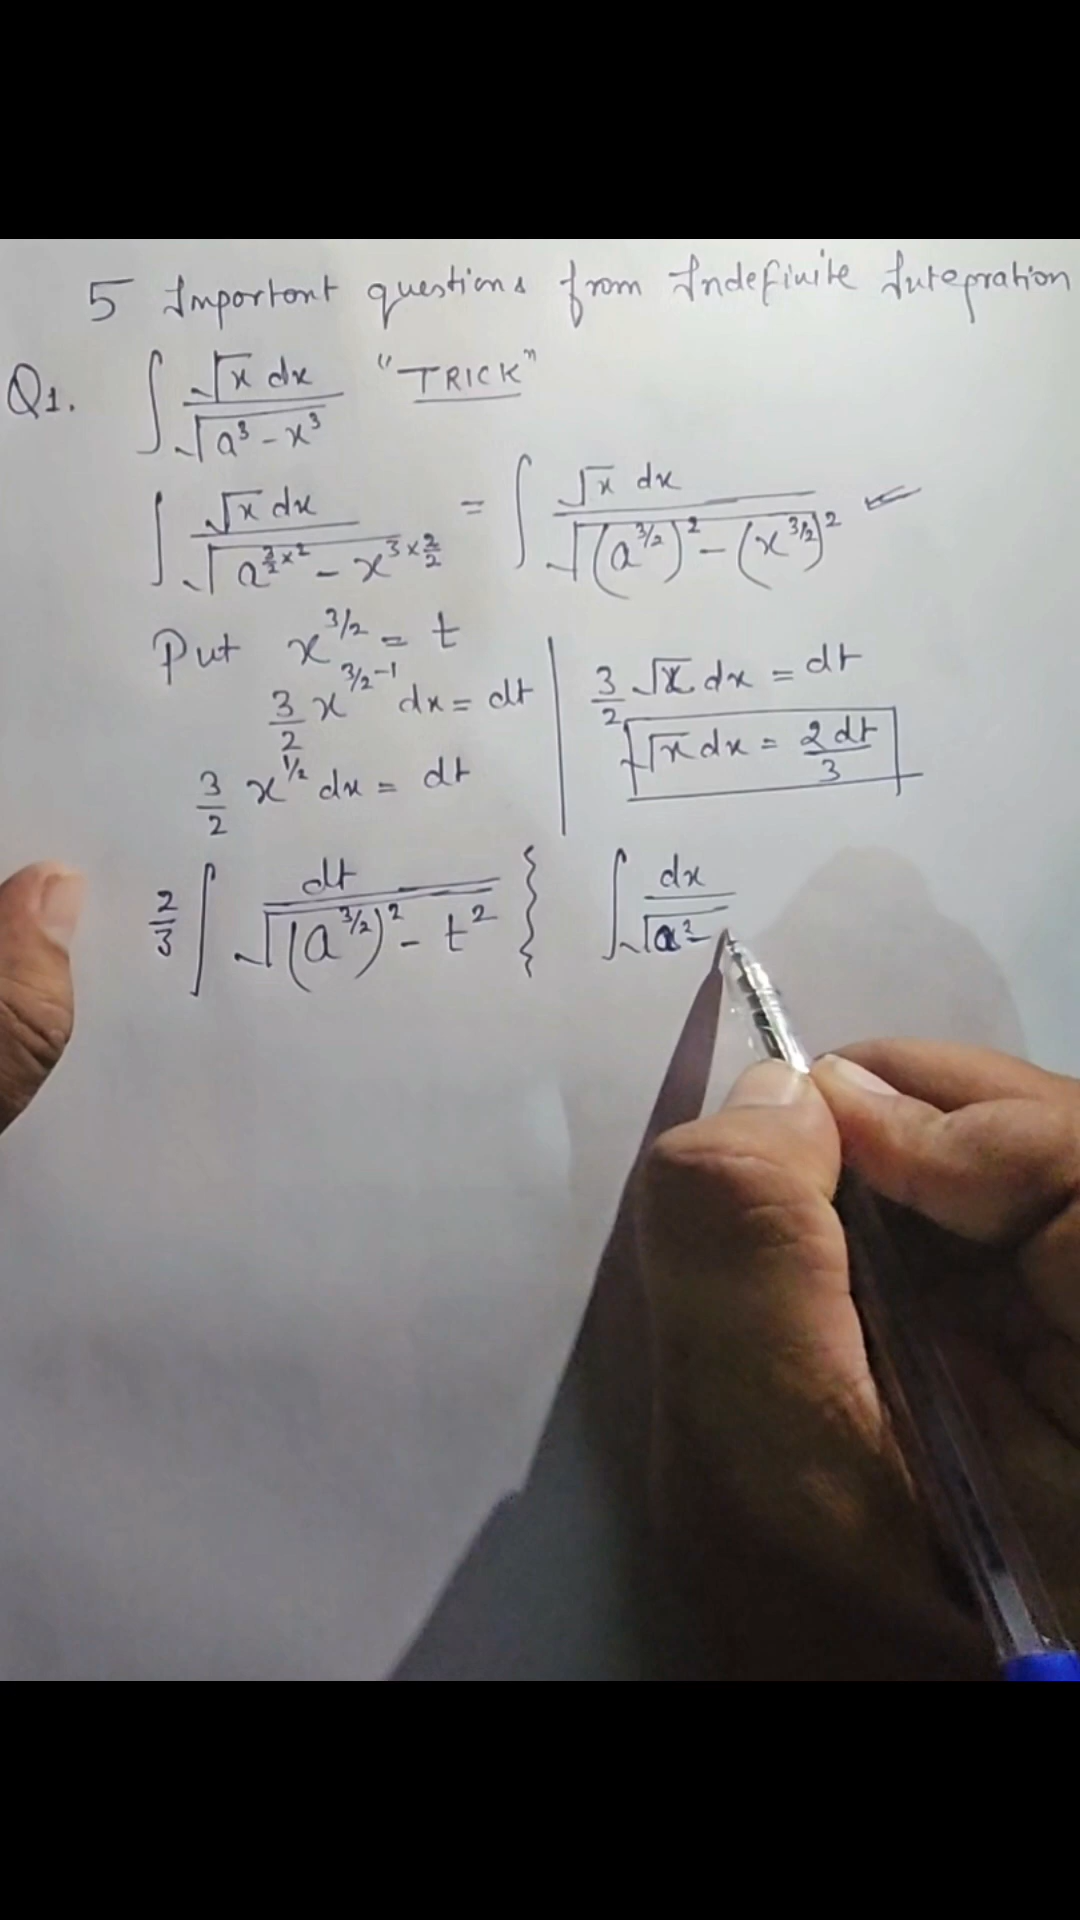 5 Important questions from Indefinite Integration
Q1. ∫ √x dx / √(a³ − x³) "TRICK"
∫ √x dx / √(a^(3/2 × 2) − x^(3 × 2/2)) = ∫ √x dx / √((a^(3/2))² − (x^(3/2))²)
Put x^(3/2) = t
3/2 x^(3/2 − 1) dx = dt
3/2 x^(1/2) dx = dt
3/2 √x dx = dt
√x dx = 2dt/3
2/3 ∫ dt / √((a^(3/2))² − t²) } ∫ dx / √(a² −